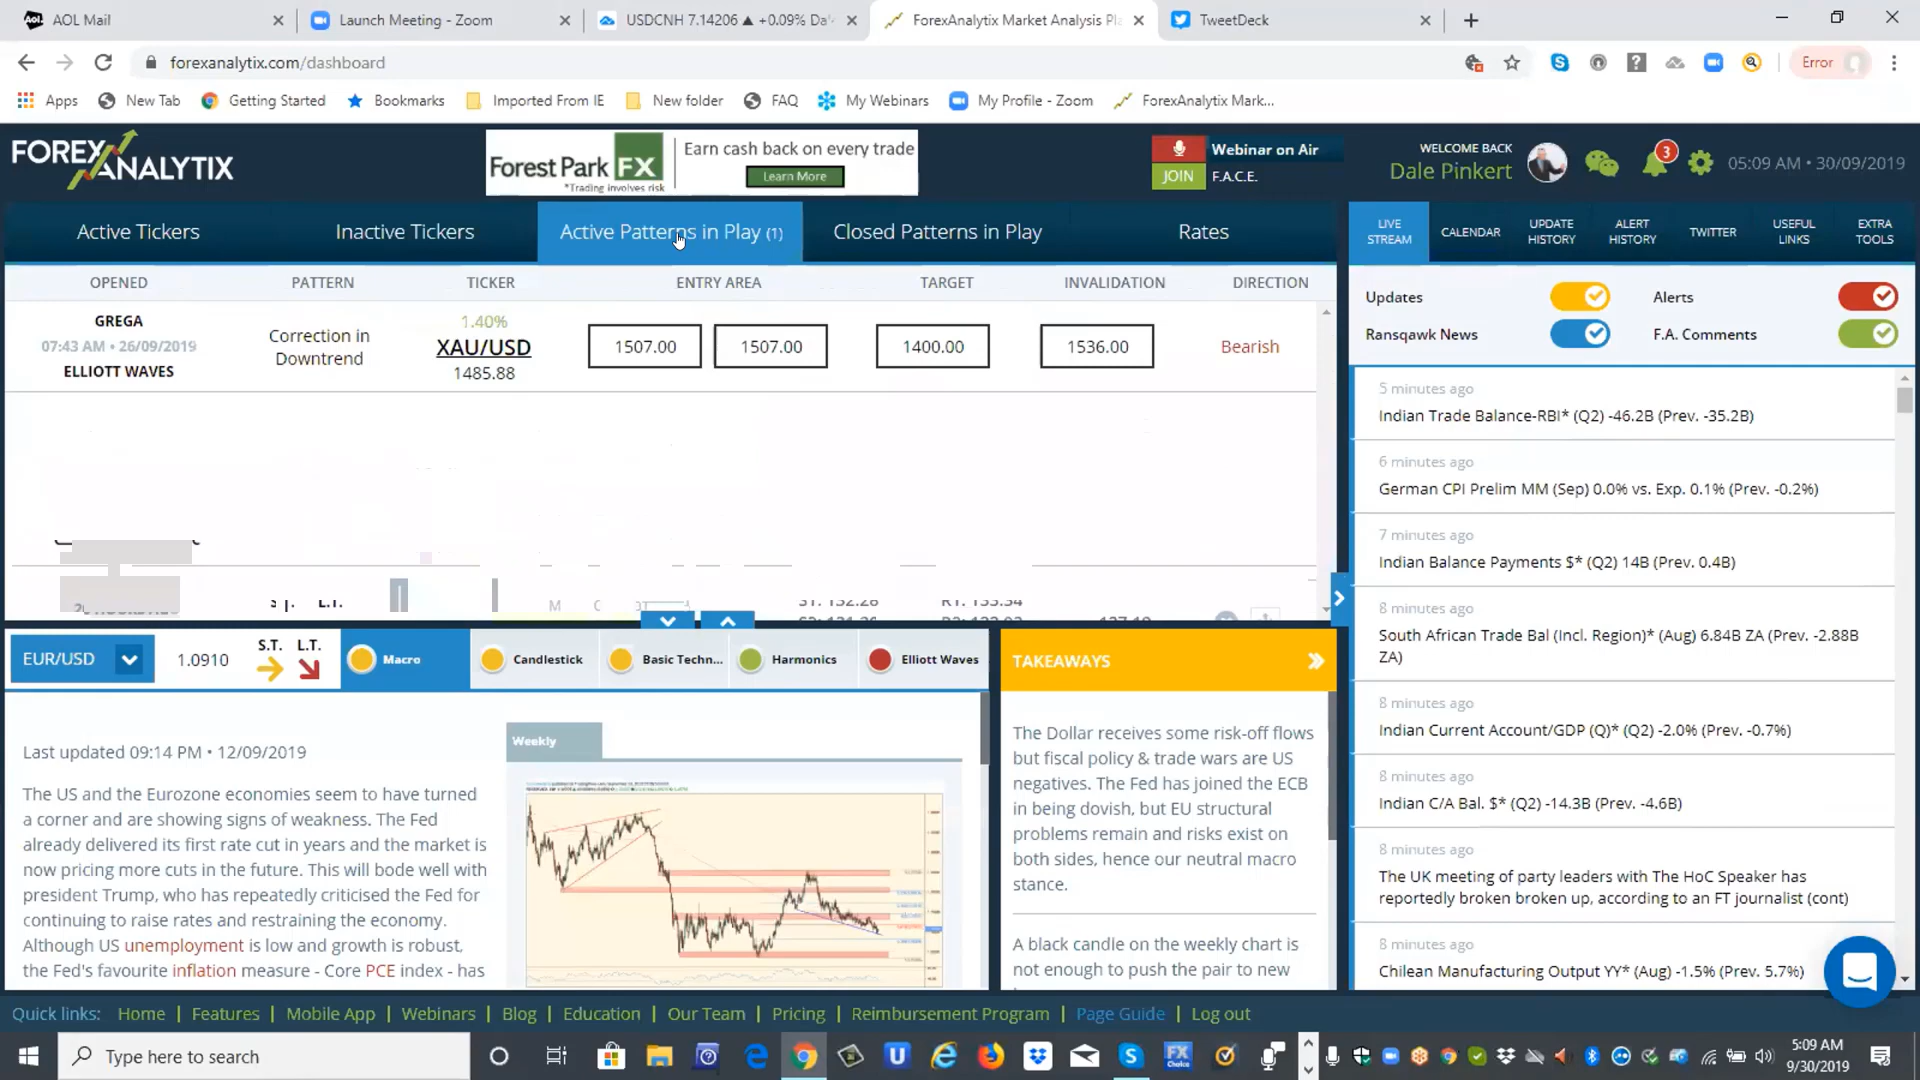 AOL Mail
Launch Meeting - Zoom
USDCNH 7.14206 ▲ +0.09%
ForexAnalytix Market Analysis
TweetDeck
forexanalytix.com/dashboard
Error
Apps
New Tab
Getting Started
Bookmarks
Imported From IE
New folder
FAQ
My Webinars
My Profile - Zoom
ForexAnalytix Mark...
FOREX ANALYTIX
Forest Park FX
*Trading involves risk
Earn cash back on every trade
Learn More
Webinar on Air
JOIN
F.A.C.E.
WELCOME BACK
Dale Pinkert
3
05:09 AM • 30/09/2019
Active Tickers
Inactive Tickers
Active Patterns in Play (1)
Closed Patterns in Play
Rates
LIVE STREAM
CALENDAR
UPDATE HISTORY
ALERT HISTORY
TWITTER
USEFUL LINKS
EXTRA TOOLS
OPENED
PATTERN
TICKER
ENTRY AREA
TARGET
INVALIDATION
DIRECTION
GREGA
07:43 AM • 26/09/2019
ELLIOTT WAVES
Correction in
Downtrend
1.40%
XAU/USD
1485.88
1507.00
1507.00
1400.00
1536.00
Bearish
Updates
Alerts
Ransqawk News
F.A. Comments
5 minutes ago
Indian Trade Balance-RBI* (Q2) -46.2B (Prev. -35.2B)
6 minutes ago
German CPI Prelim MM (Sep) 0.0% vs. Exp. 0.1% (Prev. -0.2%)
7 minutes ago
Indian Balance Payments $* (Q2) 14B (Prev. 0.4B)
8 minutes ago
South African Trade Bal (Incl. Region)* (Aug) 6.84B ZA (Prev. -2.88B
ZA)
8 minutes ago
Indian Current Account/GDP (Q)* (Q2) -2.0% (Prev. -0.7%)
8 minutes ago
Indian C/A Bal. $* (Q2) -14.3B (Prev. -4.6B)
8 minutes ago
The UK meeting of party leaders with The HoC Speaker has
reportedly broken broken up, according to an FT journalist (cont)
8 minutes ago
Chilean Manufacturing Output YY* (Aug) -1.5% (Prev. 5.7%)
EUR/USD
1.0910
S.T.
L.T.
Macro
Candlestick
Basic Techn...
Harmonics
Elliott Waves
TAKEAWAYS
Last updated 09:14 PM • 12/09/2019
The US and the Eurozone economies seem to have turned
a corner and are showing signs of weakness. The Fed
already delivered its first rate cut in years and the market is
now pricing more cuts in the future. This will bode well with
president Trump, who has repeatedly criticised the Fed for
continuing to raise rates and restraining the economy.
Although US unemployment is low and growth is robust,
the Fed's favourite inflation measure - Core PCE index - has
Weekly
The Dollar receives some risk-off flows
but fiscal policy & trade wars are US
negatives. The Fed has joined the ECB
in being dovish, but EU structural
problems remain and risks exist on
both sides, hence our neutral macro
stance.
A black candle on the weekly chart is
not enough to push the pair to new
Quick links:
Home | Features | Mobile App | Webinars | Blog | Education | Our Team | Pricing | Reimbursement Program | Page Guide | Log out
Type here to search
FX
Choice
5:09 AM
9/30/2019